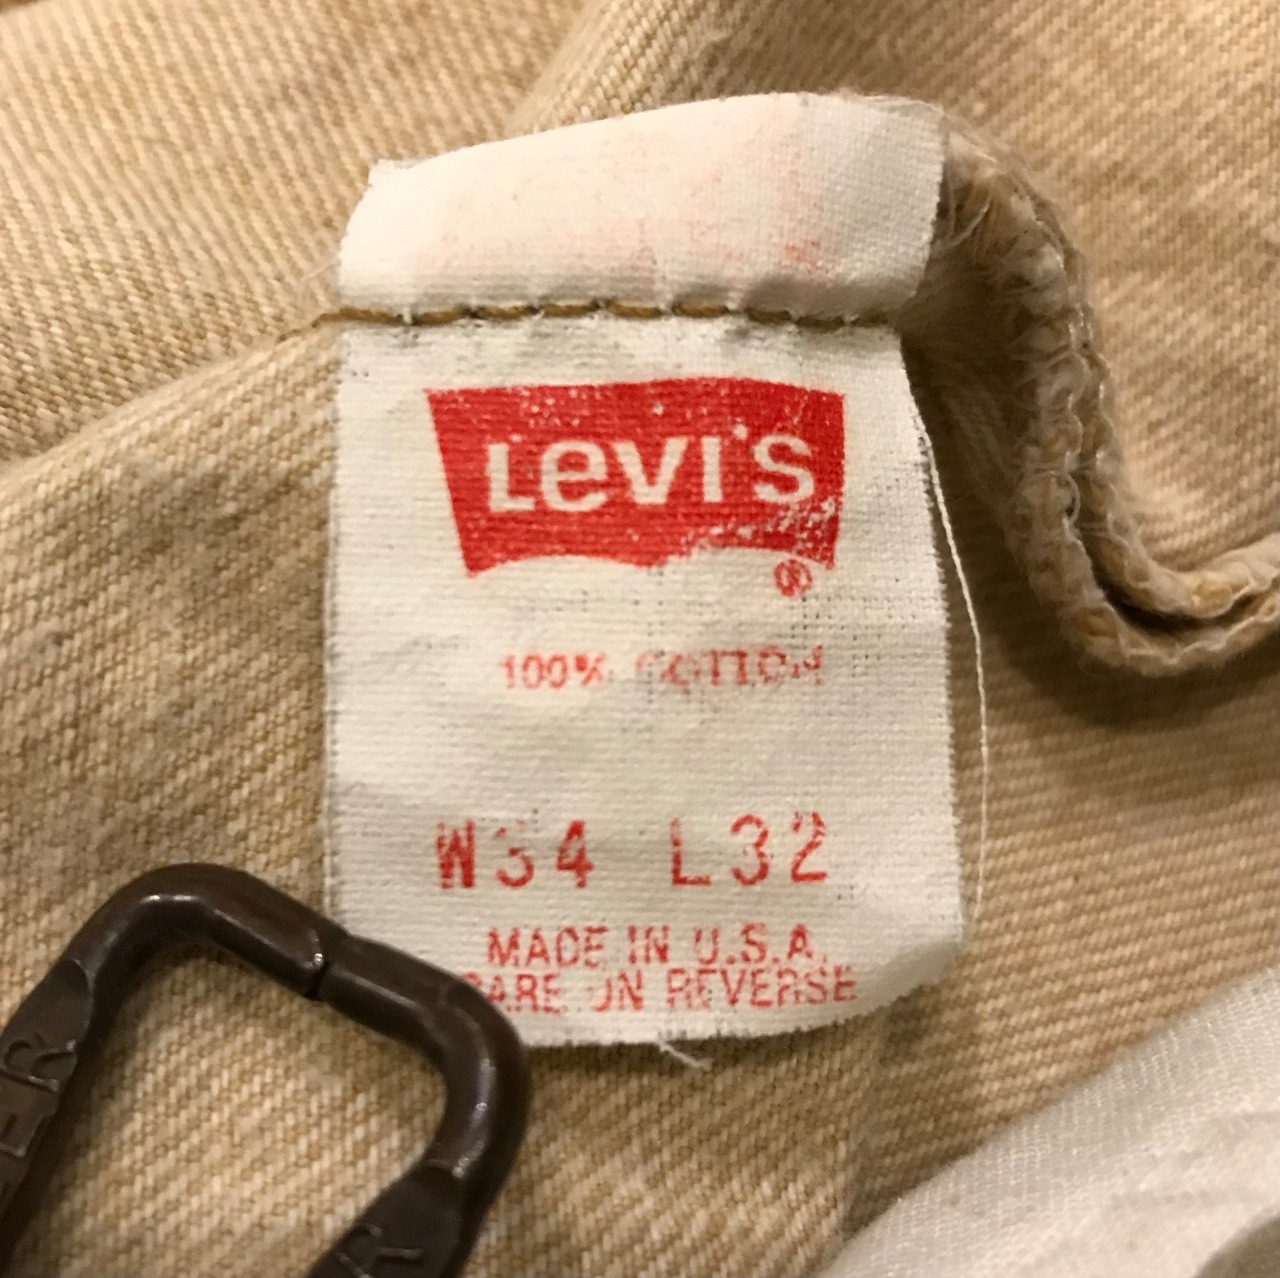 Levi's
®
100% COTTON
W34 L32
MADE IN U.S.A.
CARE ON REVERSE